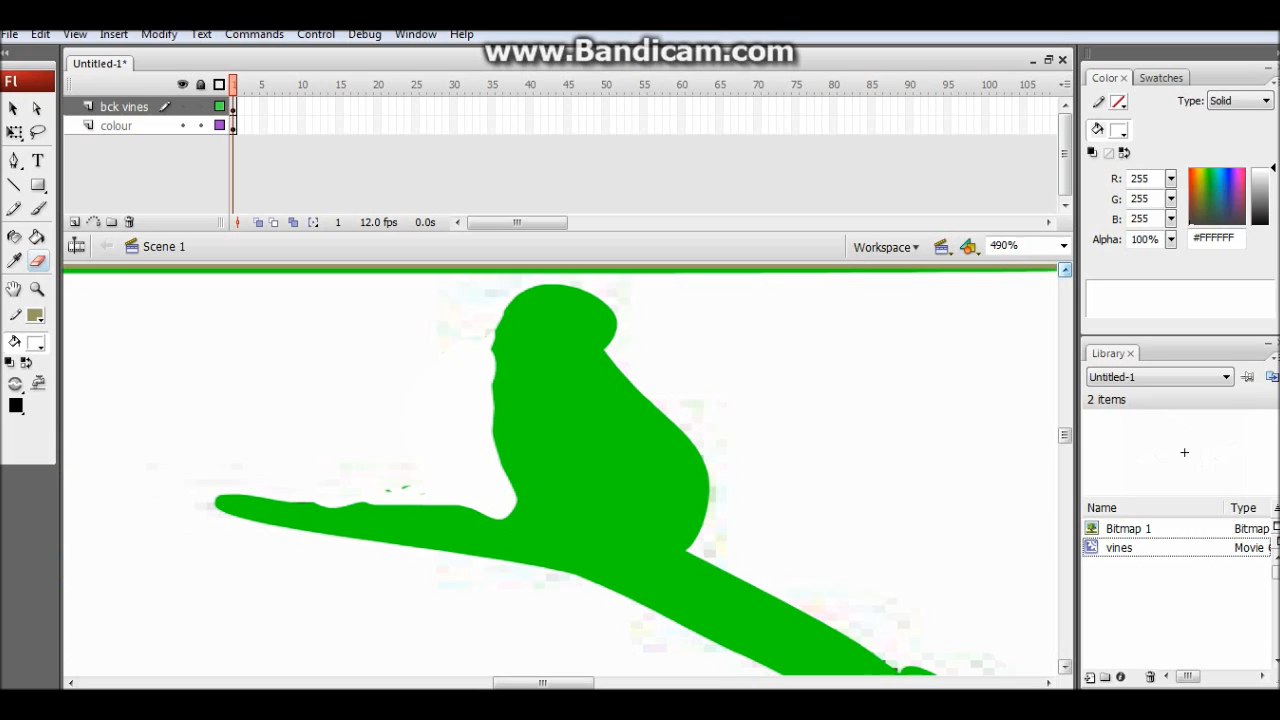 www.Bandicam.com
File Edit View Insert Modify Text Commands Control Debug Window Help
Untitled-1*
Fl
5 10 15 20 25 30 35 40 45 50 55 60 65 70 75 80 85 90 95 100 105
bck vines
colour
1 12.0 fps 0.0s
Scene 1
Workspace
490%
Color Swatches
Type: Solid
R: 255
G: 255
B: 255
Alpha: 100% #FFFFFF
Library
Untitled-1
2 items
Name Type
Bitmap 1 Bitmap
vines Movie
T